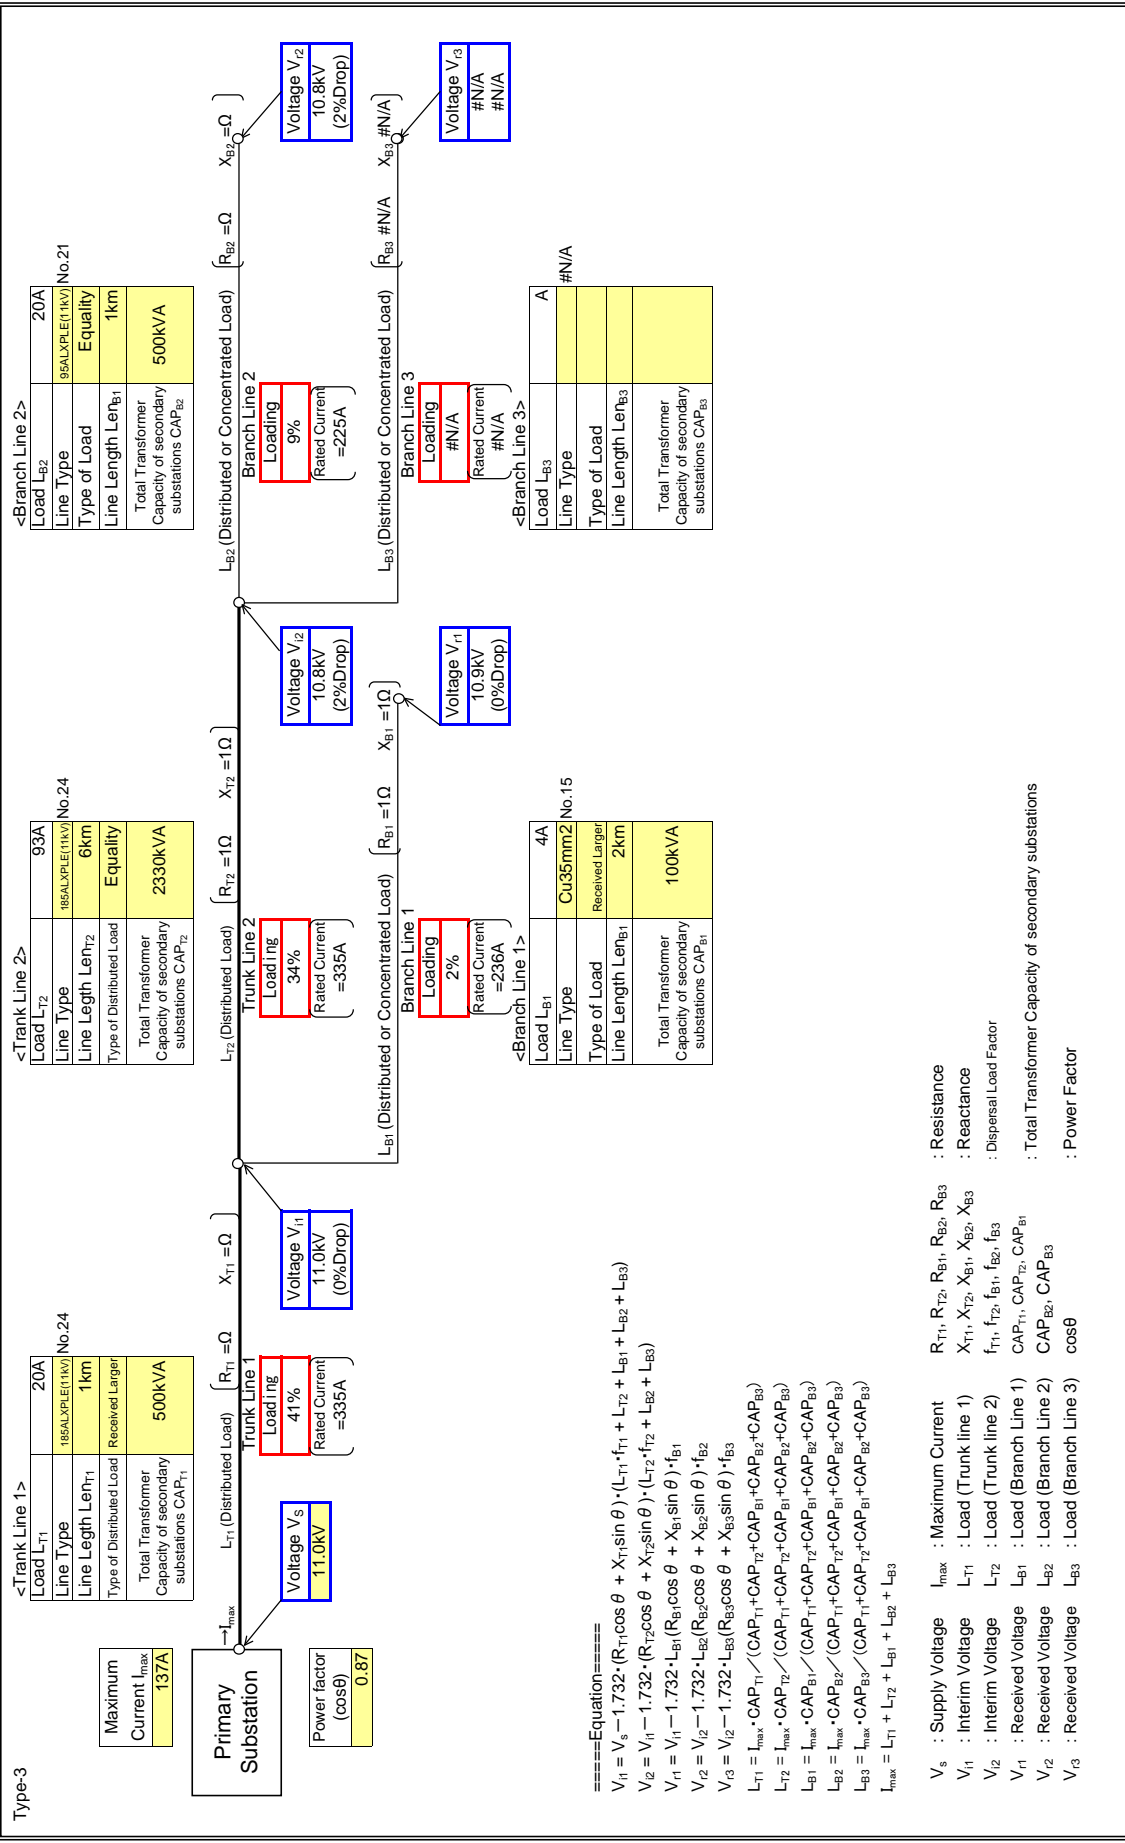 Type-3
Maximum
Current Imax
137A
Primary
Substation
Power factor
(cosθ)
0.87
→Imax
Voltage VS
11.0kV
<Trank Line 1>
Load LT1 20A
Line Type 185ALXPLE(11kV) No.24
Line Legth LenT1 1km
Type of Distributed Load Received Larger
Total Transformer
Capacity of secondary
substations CAPT1
500kVA
LT1 (Distributed Load) RT1 =Ω XT1 =Ω
Trunk Line 1
Loading
41%
Rated Current
=335A
Voltage Vi1
11.0kV
(0%Drop)
<Trank Line 2>
Load LT2 93A
Line Type 185ALXPLE(11kV) No.24
Line Legth LenT2 6km
Type of Distributed Load Equality
Total Transformer
Capacity of secondary
substations CAPT2
2330kVA
LT2 (Distributed Load) RT2 =1Ω XT2 =1Ω
Trunk Line 2
Loading
34%
Rated Current
=335A
Voltage Vi2
10.8kV
(2%Drop)
LB1 (Distributed or Concentrated Load) RB1 =1Ω XB1 =1Ω
Branch Line 1
Loading
2%
Rated Current
=236A
Voltage Vr1
10.9kV
(0%Drop)
<Branch Line 1>
Load LB1 4A
Line Type Cu35mm2 No.15
Type of Load Received Larger
Line Length LenB1 2km
Total Transformer
Capacity of secondary
substations CAPB1
100kVA
<Branch Line 2>
Load LB2 20A
Line Type 95ALXPLE(11kV) No.21
Type of Load Equality
Line Length LenB1 1km
Total Transformer
Capacity of secondary
substations CAPB2
500kVA
LB2 (Distributed or Concentrated Load) RB2 =Ω XB2 =Ω
Branch Line 2
Loading
9%
Rated Current
=225A
Voltage Vr2
10.8kV
(2%Drop)
LB3 (Distributed or Concentrated Load) RB3 #N/A XB3 #N/A
Branch Line 3
Loading
#N/A
Rated Current
#N/A
Voltage Vr3
#N/A
#N/A
<Branch Line 3>
Load LB3 A
Line Type #N/A
Type of Load
Line Length LenB3
Total Transformer
Capacity of secondary
substations CAPB3
=====Equation=====
Vi1 = Vs－1.732･(RT1cos θ + XT1sin θ)･(LT1･fT1 + LT2 + LB1 + LB2 + LB3)
Vi2 = Vi1－1.732･(RT2cos θ + XT2sin θ)･(LT2･fT2 + LB2 + LB3)
Vr1 = Vi1－1.732･LB1(RB1cos θ + XB1sin θ)･fB1
Vr2 = Vi2－1.732･LB2(RB2cos θ + XB2sin θ)･fB2
Vr3 = Vi2－1.732･LB3(RB3cos θ + XB3sin θ)･fB3
LT1 = Imax･CAPT1／(CAPT1+CAPT2+CAPB1+CAPB2+CAPB3)
LT2 = Imax･CAPT2／(CAPT1+CAPT2+CAPB1+CAPB2+CAPB3)
LB1 = Imax･CAPB1／(CAPT1+CAPT2+CAPB1+CAPB2+CAPB3)
LB2 = Imax･CAPB2／(CAPT1+CAPT2+CAPB1+CAPB2+CAPB3)
LB3 = Imax･CAPB3／(CAPT1+CAPT2+CAPB1+CAPB2+CAPB3)
Imax = LT1 + LT2 + LB1 + LB2 + LB3
Vs : Supply Voltage Imax : Maximum Current RT1, RT2, RB1, RB2, RB3 : Resistance
Vi1 : Interim Voltage LT1 : Load (Trunk line 1) XT1, XT2, XB1, XB2, XB3 : Reactance
Vi2 : Interim Voltage LT2 : Load (Trunk line 2) fT1, fT2, fB1, fB2, fB3 : Dispersal Load Factor
Vr1 : Received Voltage LB1 : Load (Branch Line 1) CAPT1, CAPT2, CAPB1 : Total Transformer Capacity of secondary substations
Vr2 : Received Voltage LB2 : Load (Branch Line 2) CAPB2, CAPB3
Vr3 : Received Voltage LB3 : Load (Branch Line 3) cosθ : Power Factor